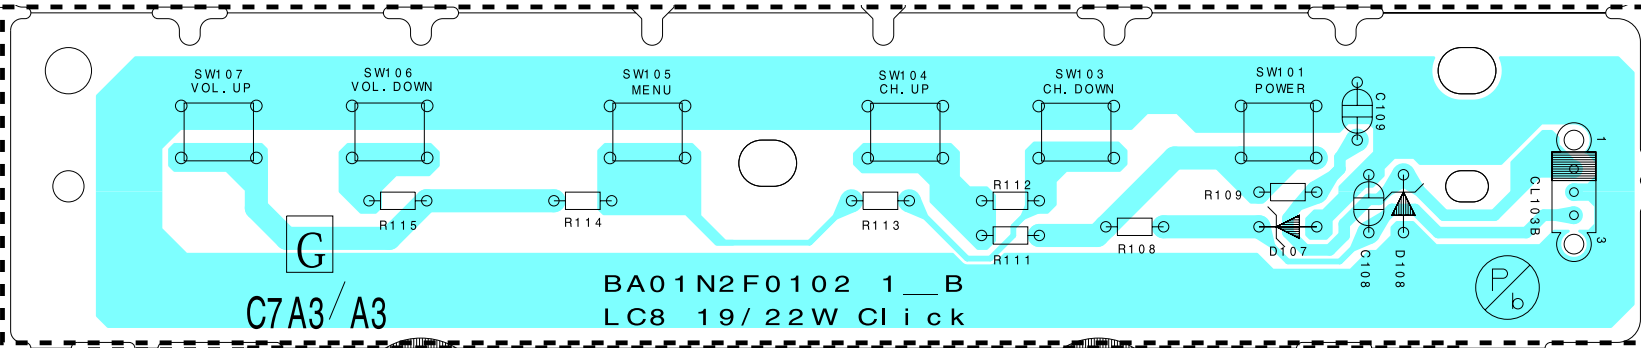 SW107
VOL. UP
SW106
VOL. DOWN
SW105
MENU
SW104
CH. UP
SW103
CH. DOWN
SW101
POWER
C109
1
R115
R114
R113
R112
R111
R108
R109
D107
C108
D108
CL103B
3
G
P/b
C7A3/A3
BA01N2F0102 1__B
LC8 19/22W Click